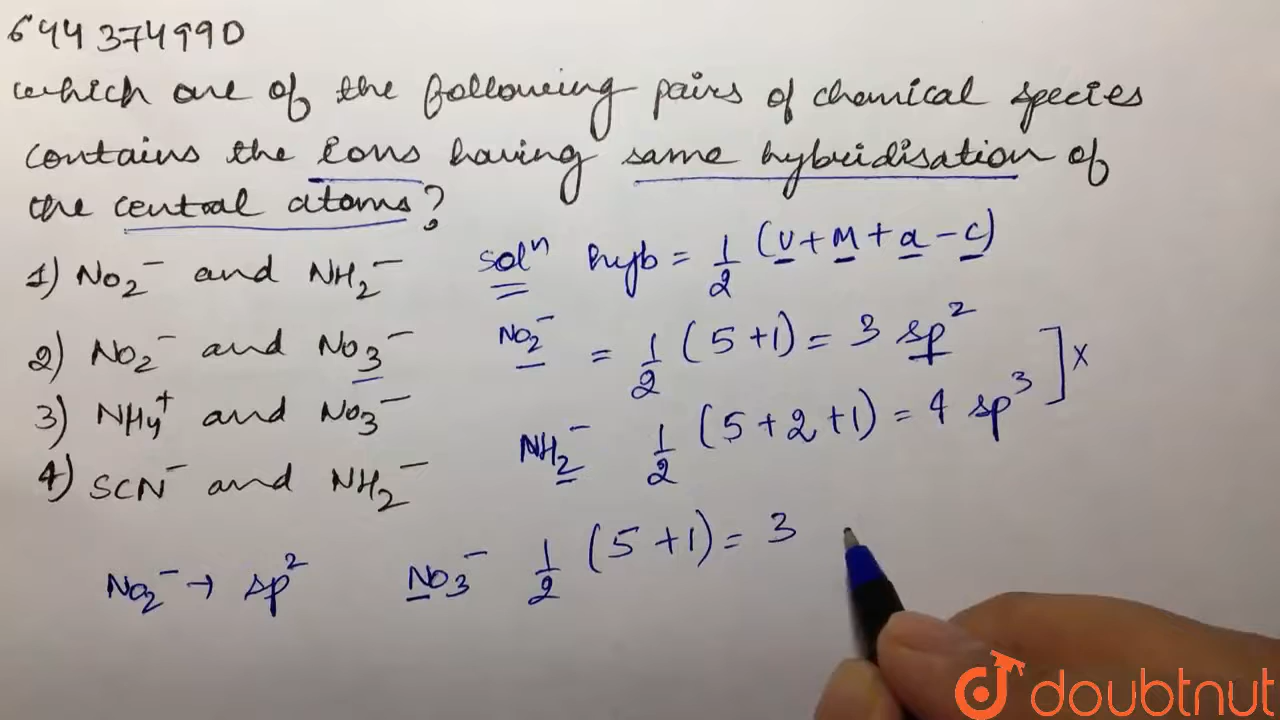 644374990
which one of the following pairs of chemical species
contains the ions having same hybridisation of
the central atoms?
1) NO₂⁻ and NH₂⁻
2) NO₂⁻ and NO₃⁻
3) NH₄⁺ and NO₃⁻
4) SCN⁻ and NH₂⁻
Solⁿ hyb = 1/2 (V+M+a-c)
NO₂⁻ = 1/2 (5+1) = 3 sp²
NH₂⁻ 1/2 (5+2+1) = 4 sp³ ] x
NO₂⁻ → sp² NO₃⁻ 1/2 (5+1) = 3
doubtnut